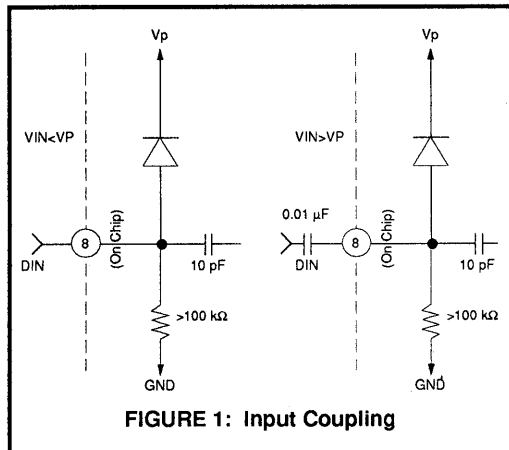 Vp
VIN<VP
8
(On Chip)
DIN
10 pF
>100 kΩ
GND
Vp
VIN>VP
0.01 µF
8
(On Chip)
DIN
10 pF
>100 kΩ
GND
FIGURE 1: Input Coupling